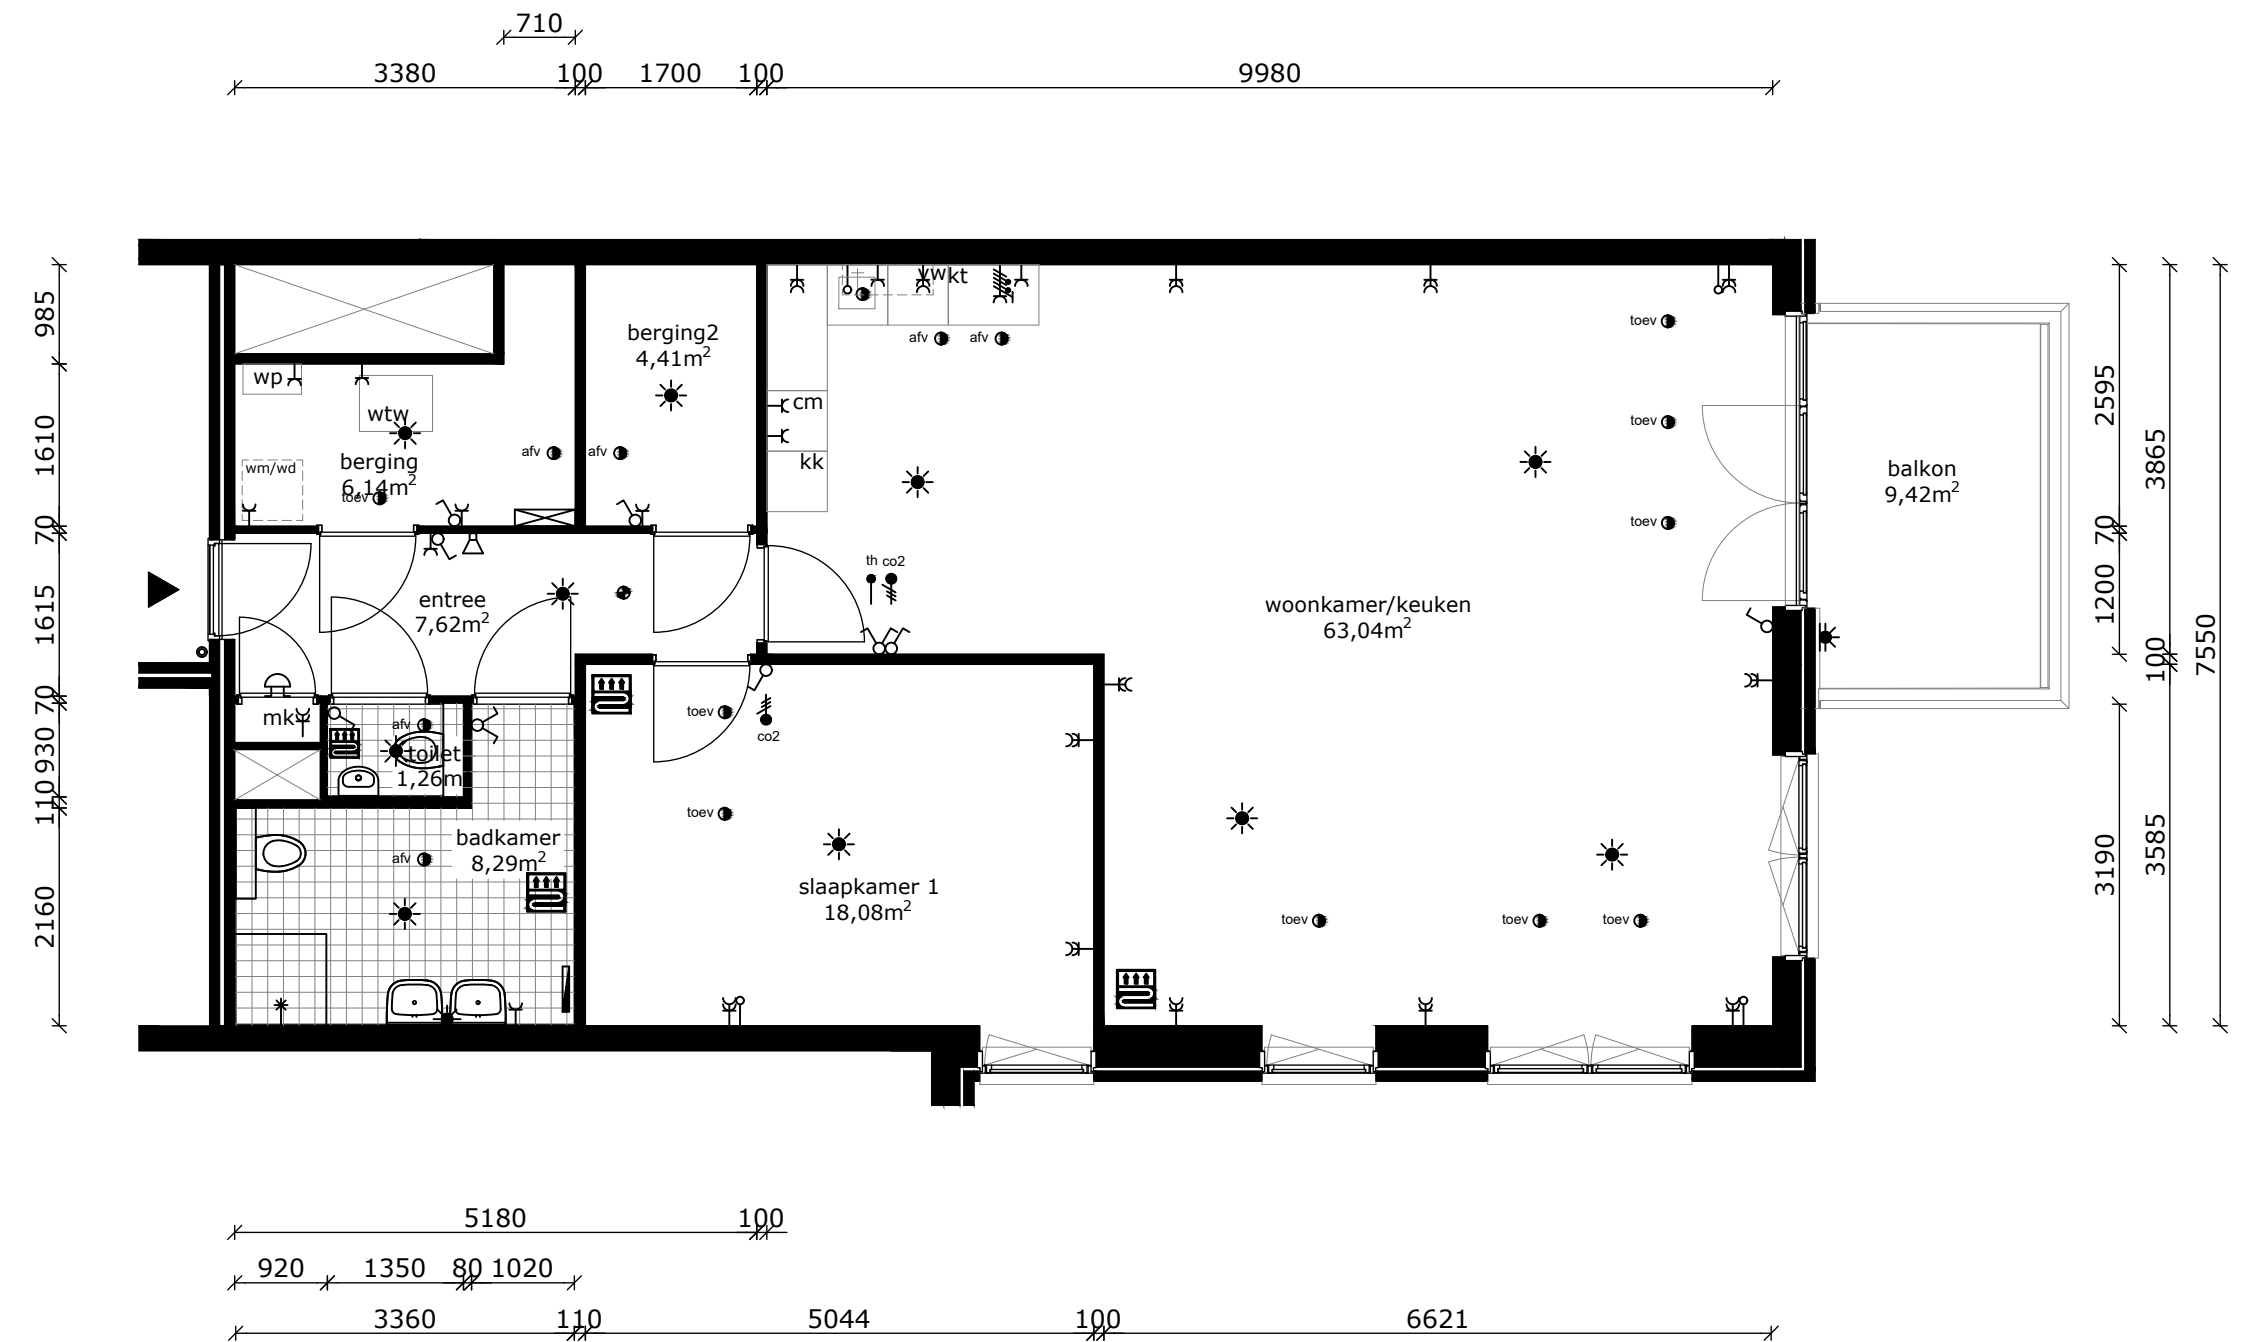 710
3380 100 1700 100 9980
985
1610
70
1615
70
930
110
2160
vw kt
berging2
4,41m2
wp
wtw
cm
kk
afv afv
toev
toev
toev
berging
6,14m2
toev
wm/wd
afv afv
th co2
entree
7,62m2
woonkamer/keuken
63,04m2
balkon
9,42m2
mk
afv
toilet
1,26m
toev
co2
toev
badkamer
8,29m2
afv
slaapkamer 1
18,08m2
toev toev toev
2595
70
1200
3190
3865
100
3585
7550
5180 100
920 1350 80 1020
3360 110 5044 100 6621